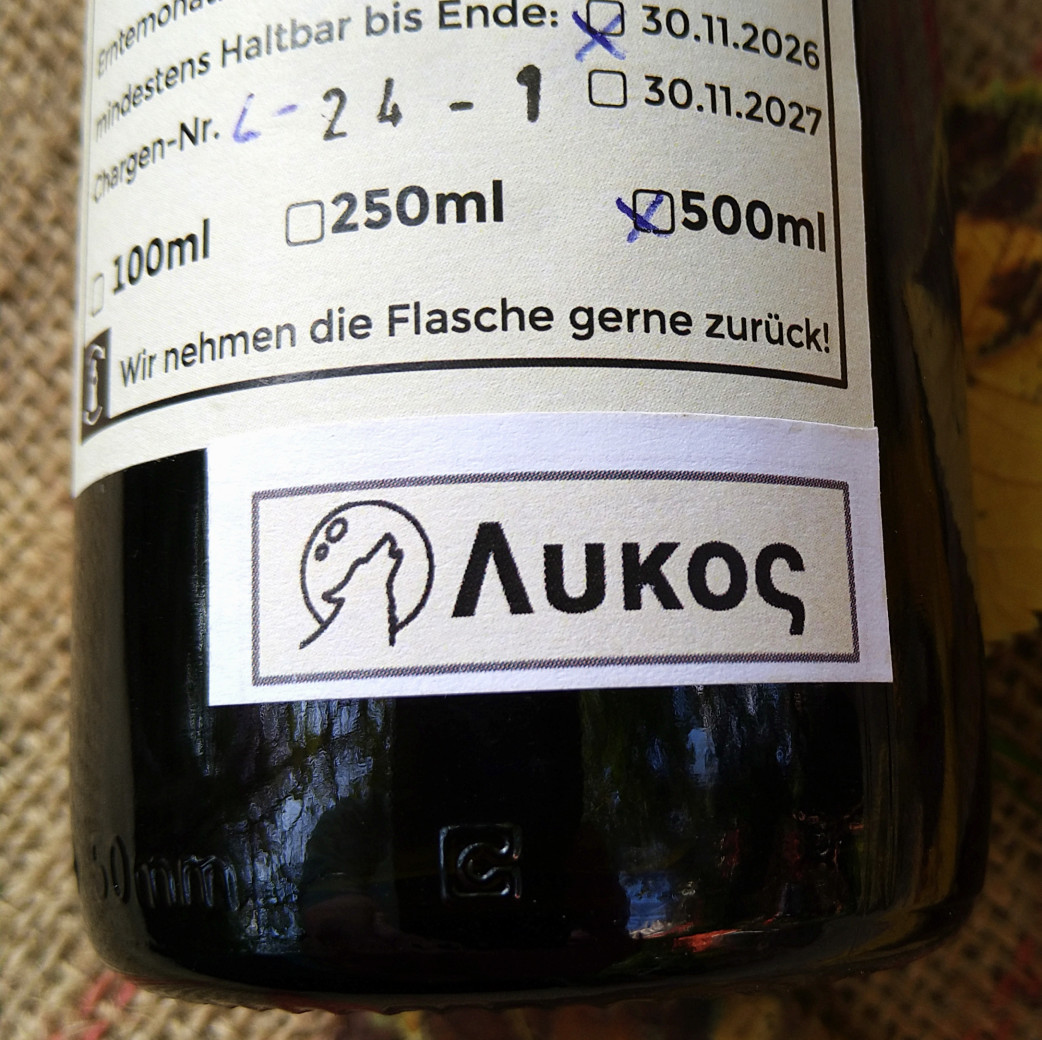 mindestens Haltbar bis Ende: 30.11.2026
30.11.2027
Chargen-Nr. L-24-1
100ml 250ml 500ml
Wir nehmen die Flasche gerne zurück!
Λυκος